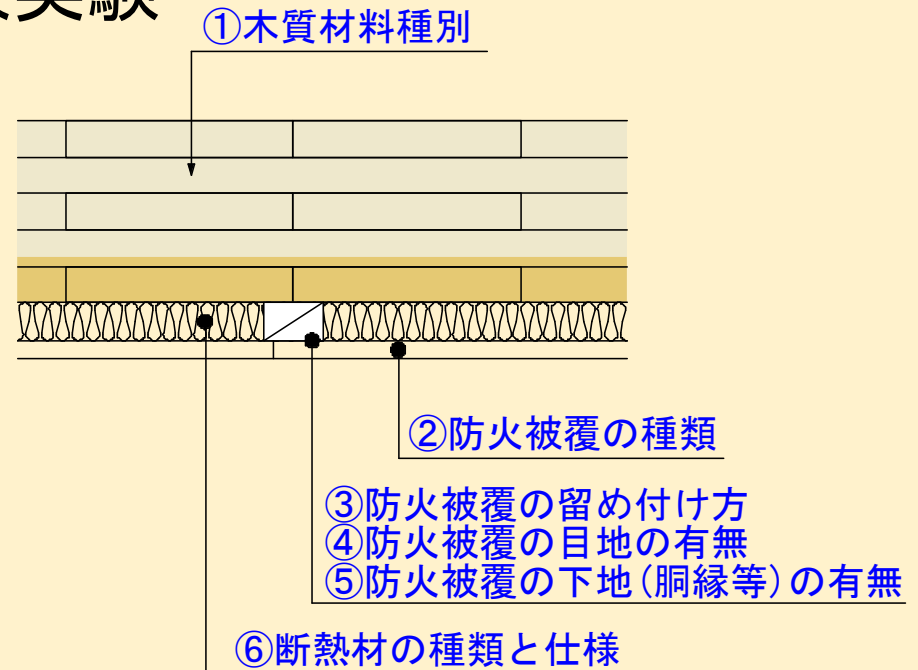 実験
①木質材料種別
②防火被覆の種類
③防火被覆の留め付け方
④防火被覆の目地の有無
⑤防火被覆の下地(胴縁等)の有無
⑥断熱材の種類と仕様